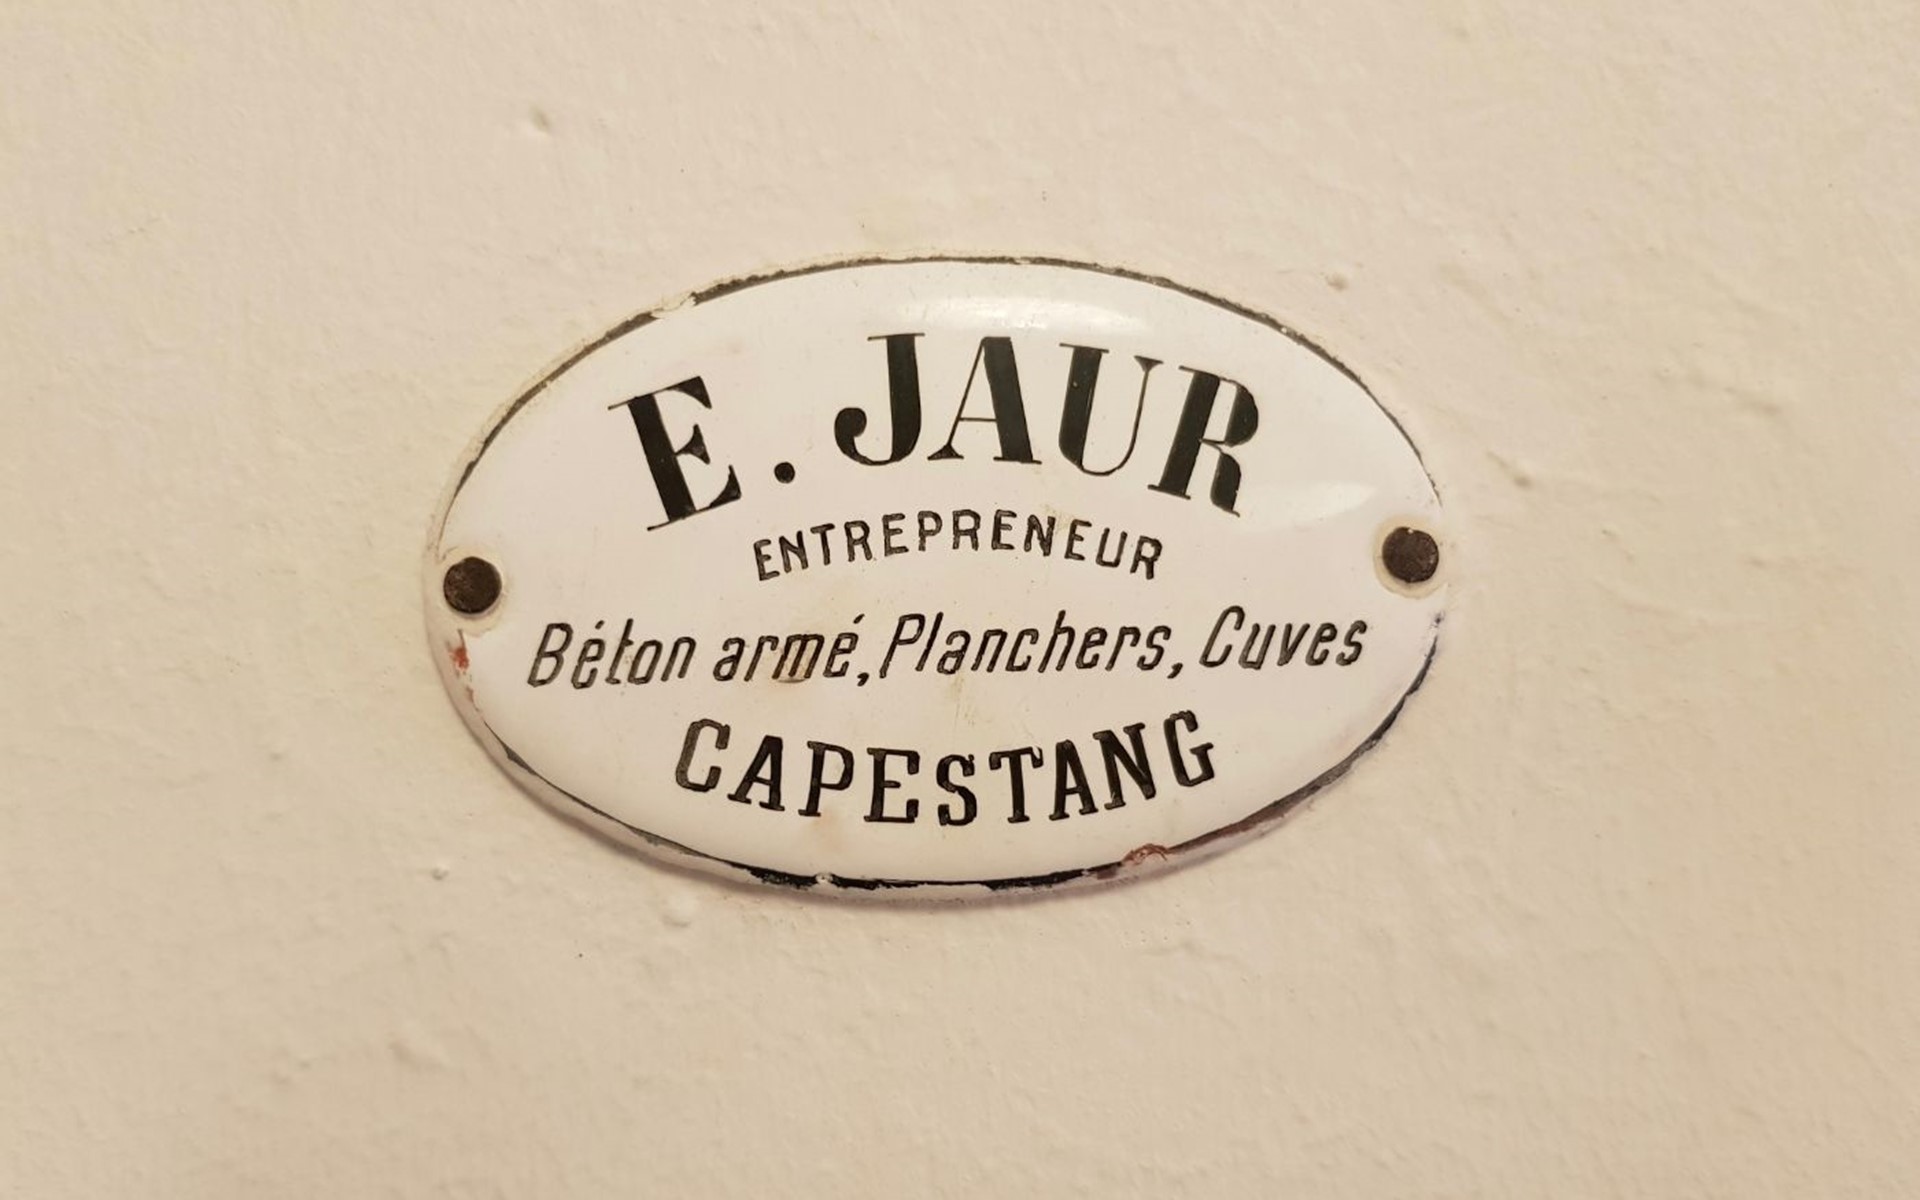 E. JAUR
ENTREPRENEUR
Béton armé, Planchers, Cuves
CAPESTANG